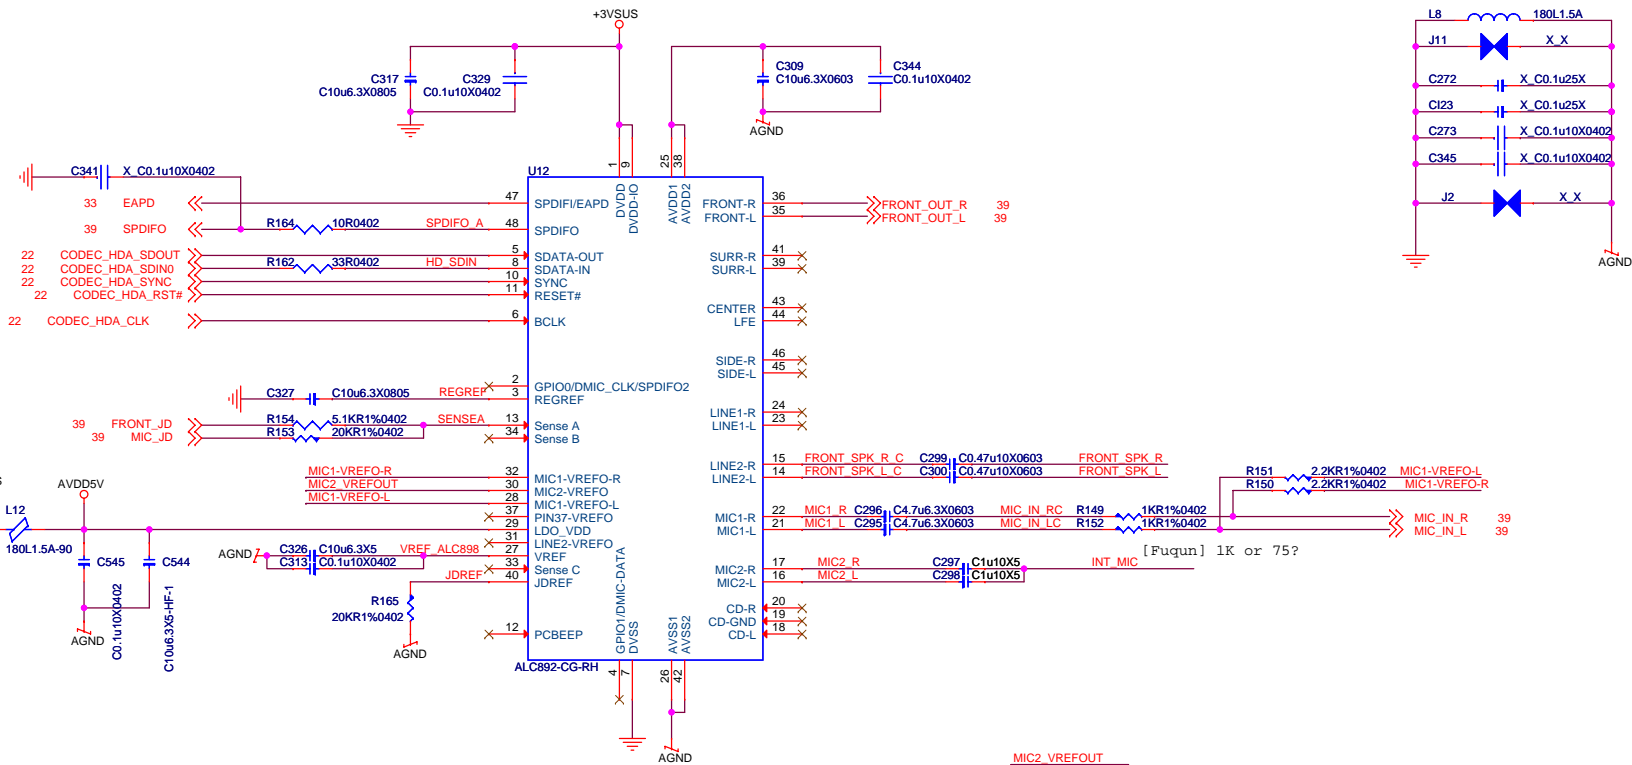 +3VSUS
L8 180L1.5A
J11 X_X
C272 X_C0.1u25X
CI23 X_C0.1u25X
C273 X_C0.1u10X0402
C345 X_C0.1u10X0402
J2 X_X
AGND
C317
C10u6.3X0805
C329
C0.1u10X0402
C309
C10u6.3X0603
C344
C0.1u10X0402
AGND
1
9
25
38
U12
C341 X_C0.1u10X0402
DVDD
DVDD-IO
AVDD1
AVDD2
33 EAPD 47 SPDIFI/EAPD
39 SPDIFO R164 10R0402 SPDIFO_A 48 SPDIFO
22 CODEC_HDA_SDOUT 5 SDATA-OUT
22 CODEC_HDA_SDIN0 R162 33R0402 HD_SDIN 8 SDATA-IN
22 CODEC_HDA_SYNC 10 SYNC
22 CODEC_HDA_RST# 11 RESET#
22 CODEC_HDA_CLK 6 BCLK
2 GPIO0/DMIC_CLK/SPDIFO2
C327 C10u6.3X0805 REGREF 3 REGREF
39 FRONT_JD R154 5.1KR1%0402 SENSEA 13 Sense A
39 MIC_JD R153 20KR1%0402 34 Sense B
MIC1-VREFO-R 32 MIC1-VREFO-R
MIC2_VREFOUT 30 MIC2-VREFO
MIC1-VREFO-L 28 MIC1-VREFO-L
37 PIN37-VREFO
29 LDO_VDD
31 LINE2-VREFO
AGND C326 C10u6.3X5 VREF_ALC898 27 VREF
C313 C0.1u10X0402 33 Sense C
JDREF 40 JDREF
R165
20KR1%0402
AGND
12 PCBEEP
S
AVDD5V
L12
180L1.5A-90
C545
C0.1u10X0402
C544
C10u6.3X5-HF-1
AGND
FRONT-R 36 FRONT_OUT_R 39
FRONT-L 35 FRONT_OUT_L 39
SURR-R 41
SURR-L 39
CENTER 43
LFE 44
SIDE-R 46
SIDE-L 45
LINE1-R 24
LINE1-L 23
LINE2-R 15 FRONT_SPK_R_C C299 C0.47u10X0603 FRONT_SPK_R
LINE2-L 14 FRONT_SPK_L_C C300 C0.47u10X0603 FRONT_SPK_L
R151 2.2KR1%0402 MIC1-VREFO-L
R150 2.2KR1%0402 MIC1-VREFO-R
MIC1-R 22 MIC1_R C296 C4.7u6.3X0603 MIC_IN_RC R149 1KR1%0402 MIC_IN_R 39
MIC1-L 21 MIC1_L C295 C4.7u6.3X0603 MIC_IN_LC R152 1KR1%0402 MIC_IN_L 39
[Fuqun] 1K or 75?
MIC2-R 17 MIC2_R C297 C1u10X5 INT_MIC
MIC2-L 16 MIC2_L C298 C1u10X5
CD-R 20
CD-GND 19
CD-L 18
GPIO1/DMIC-DATA
DVSS
AVSS1
AVSS2
ALC892-CG-RH
4
7
26
42
AGND
MIC2_VREFOUT